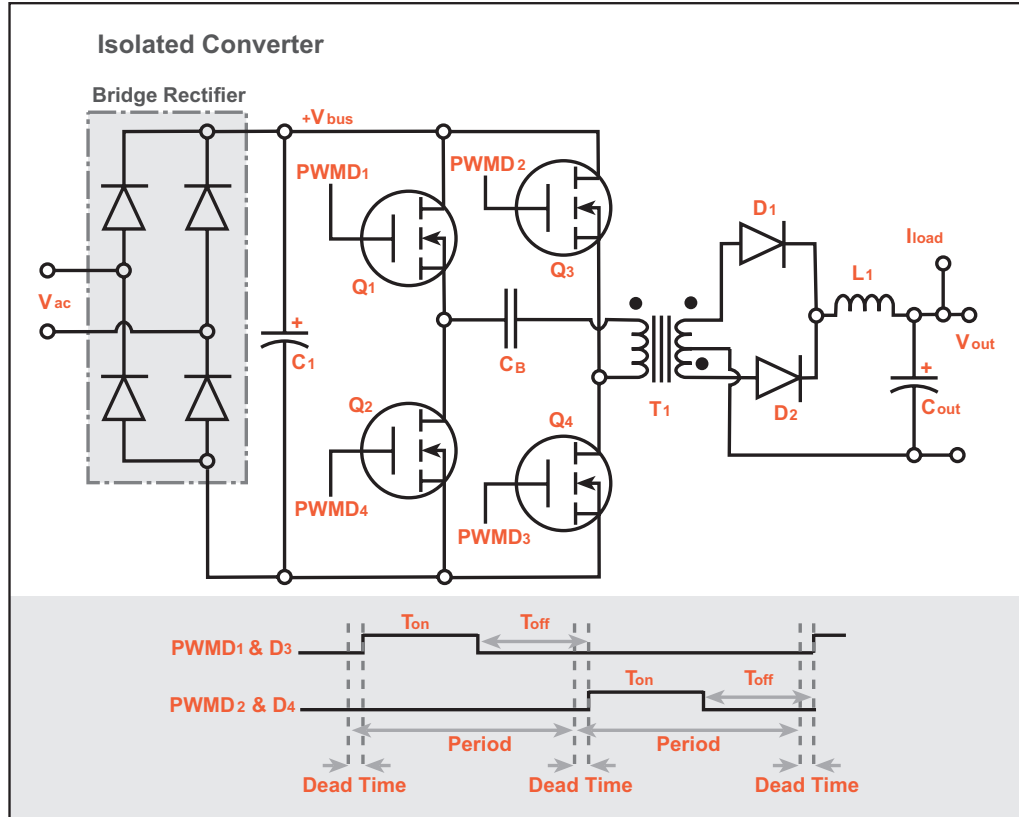 Isolated Converter
Bridge Rectifier
+Vbus
PWMD1
PWMD2
D1
Iload
Q1
Q3
L1
Vac
+
C1
CB
Vout
T1
D2
+
Cout
Q2
Q4
PWMD4
PWMD3
Ton
Toff
PWMD1 & D3
Ton
Toff
PWMD2 & D4
Period
Period
Dead Time
Dead Time
Dead Time